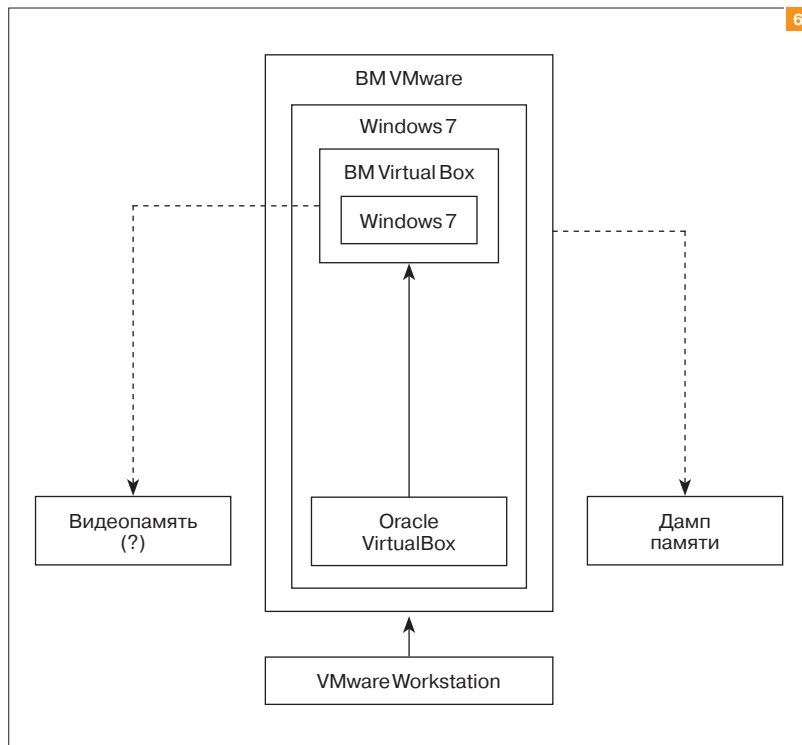 6
ВМ VMware
Windows 7
ВМ Virtual Box
Windows 7
Видеопамять
(?)
Oracle
VirtualBox
Дамп
памяти
VMware Workstation